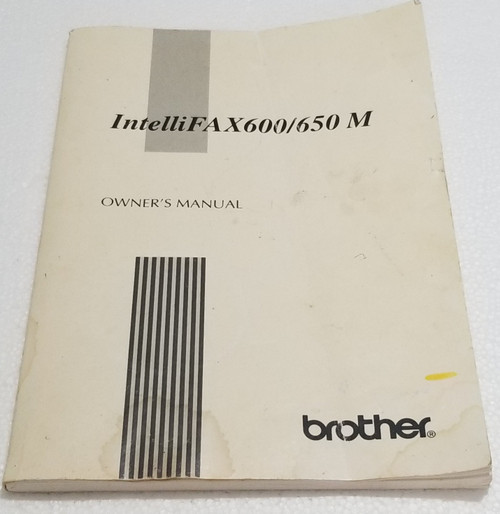 IntelliFAX600/650 M
OWNER'S MANUAL
brother®